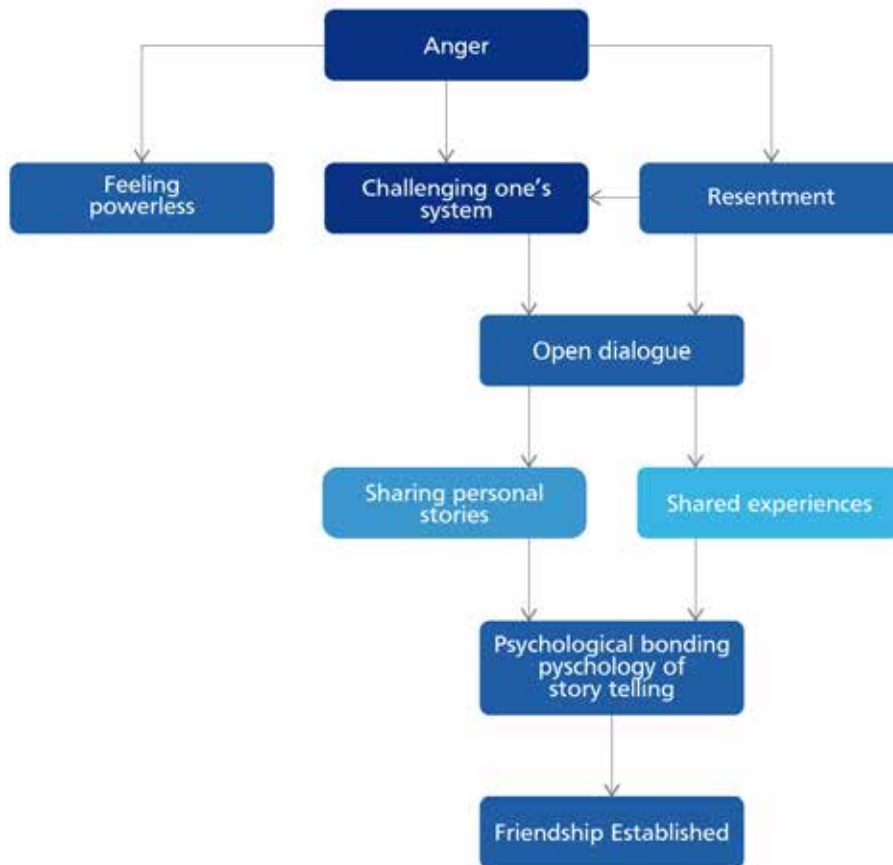 Anger
Feeling
powerless
Challenging one's
system
Resentment
Open dialogue
Sharing personal
stories
Shared experiences
Psychological bonding
pyschology of
story telling
Friendship Established